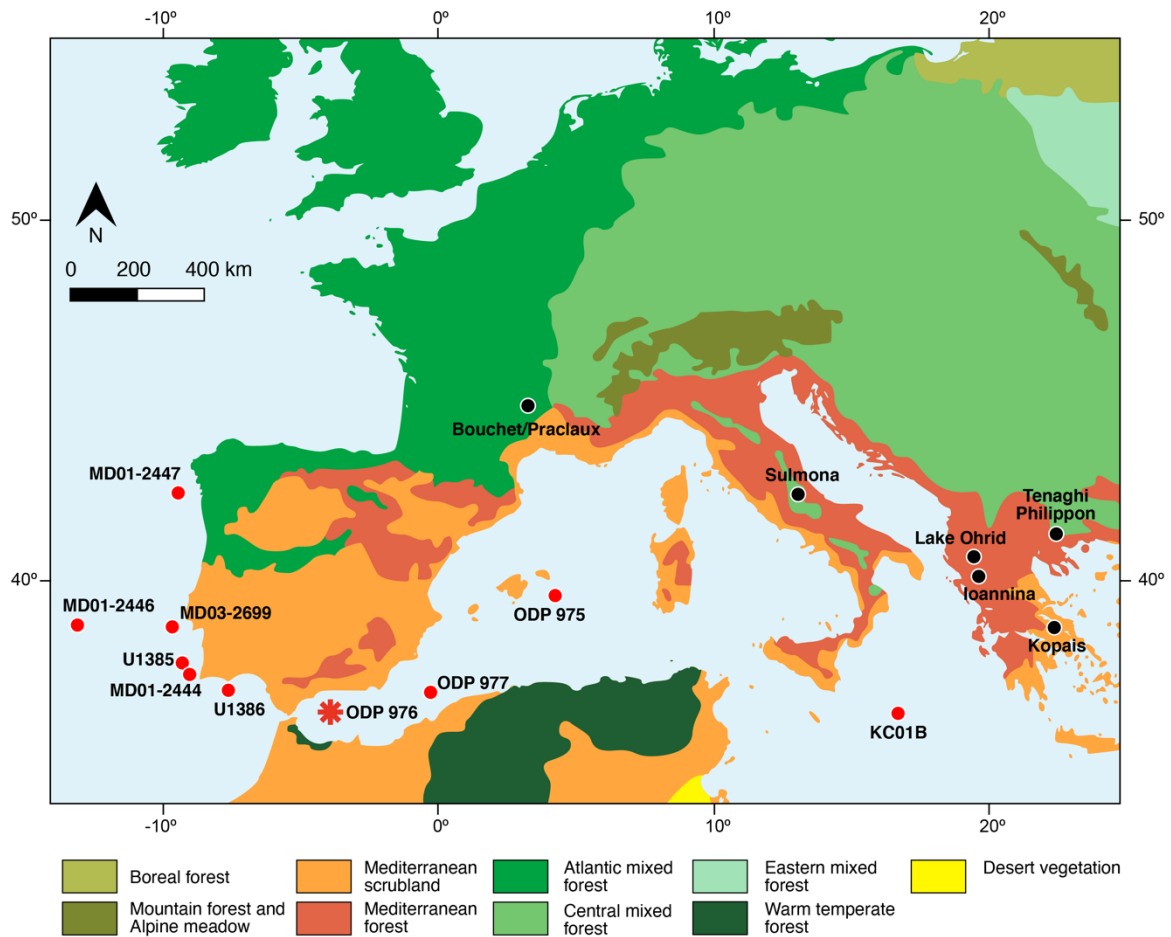 -10º 0º 10º 20º
50º 50º
N
0 200 400 km
Bouchet/Praclaux
MD01-2447
Sulmona
Tenaghi
Philippon
Lake Ohrid
40º 40º
Ioannina
MD01-2446
MD03-2699
ODP 975
Kopais
U1385
MD01-2444
ODP 977
U1386
ODP 976
KC01B
-10º 0º 10º 20º
Boreal forest
Mountain forest and
Alpine meadow
Mediterranean
scrubland
Mediterranean
forest
Atlantic mixed
forest
Central mixed
forest
Eastern mixed
forest
Warm temperate
forest
Desert vegetation